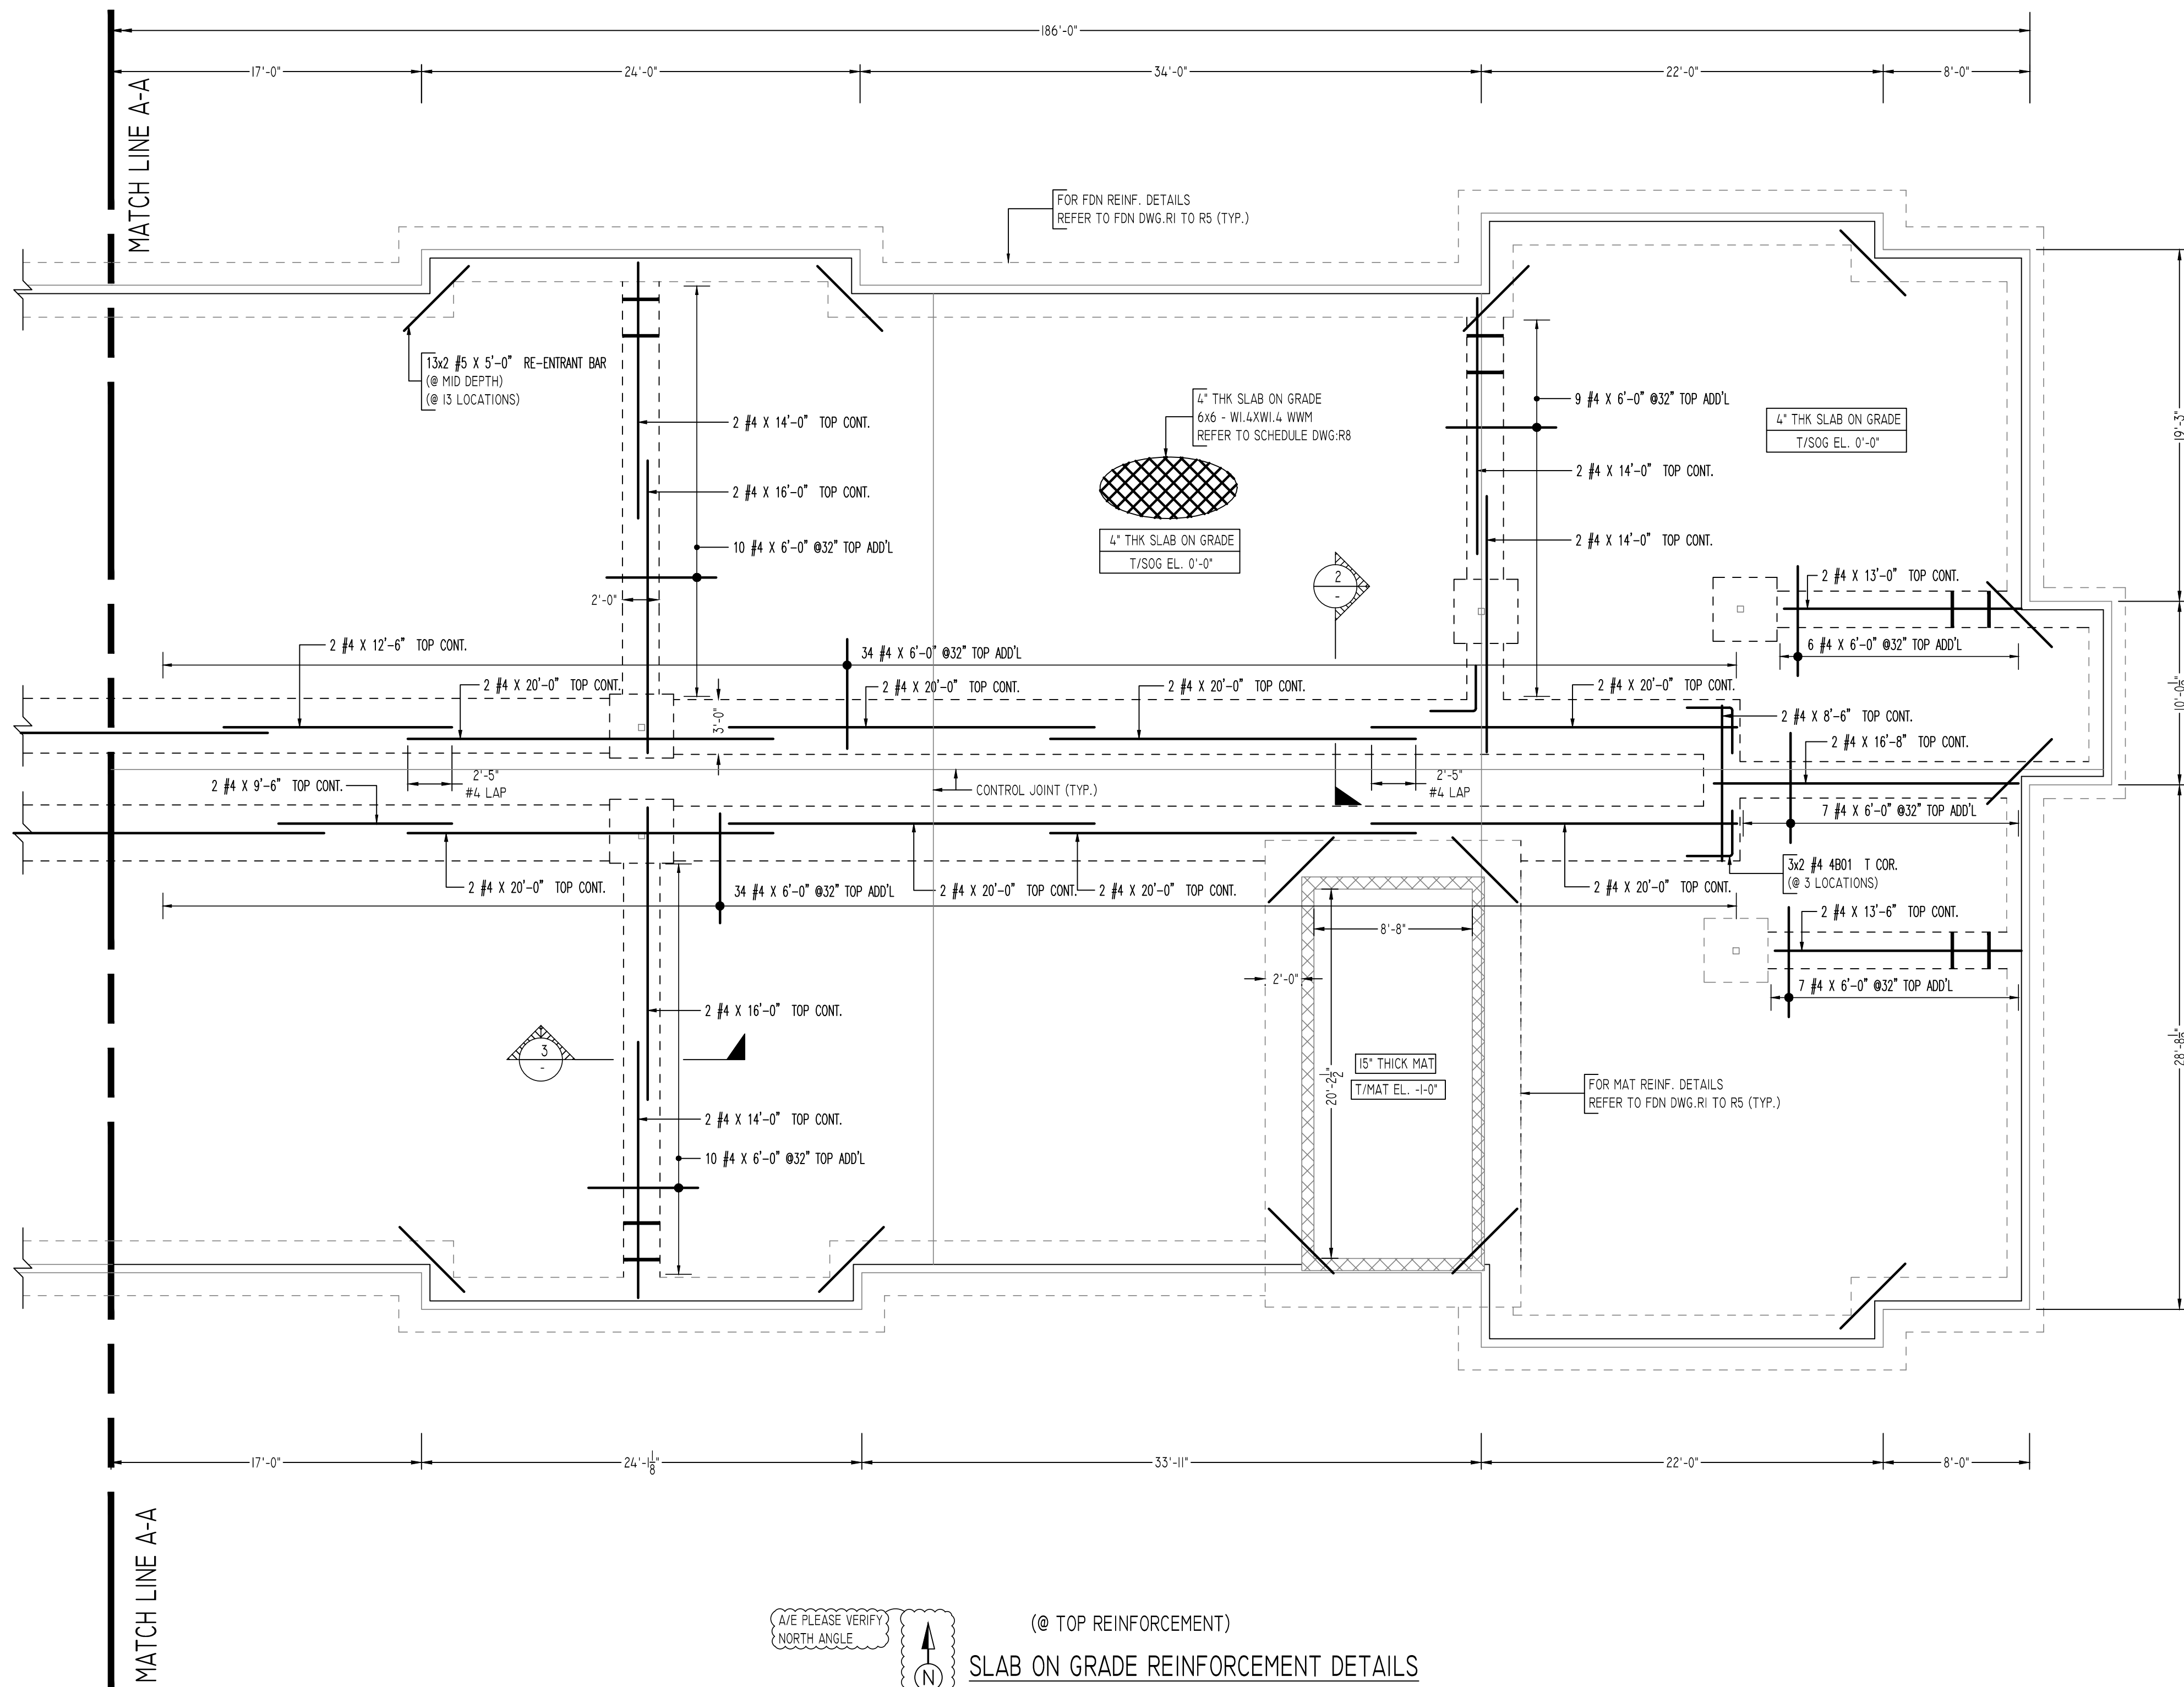 186'-0"
17'-0"
24'-0"
34'-0"
22'-0"
8'-0"
MATCH LINE A-A
FOR FDN REINF. DETAILS
REFER TO FDN DWG.R1 TO R5 (TYP.)
13x2 #5 X 5'-0" RE-ENTRANT BAR
(@ MID DEPTH)
(@ 13 LOCATIONS)
2 #4 X 14'-0" TOP CONT.
2 #4 X 16'-0" TOP CONT.
10 #4 X 6'-0" @32" TOP ADD'L
2'-0"
4" THK SLAB ON GRADE
6x6 - W1.4XW1.4 WWM
REFER TO SCHEDULE DWG:R8
4" THK SLAB ON GRADE
T/SOG EL. 0'-0"
2
-
9 #4 X 6'-0" @32" TOP ADD'L
2 #4 X 14'-0" TOP CONT.
2 #4 X 14'-0" TOP CONT.
4" THK SLAB ON GRADE
T/SOG EL. 0'-0"
19'-3"
2 #4 X 13'-0" TOP CONT.
6 #4 X 6'-0" @32" TOP ADD'L
10'-0 1/2"
2 #4 X 12'-6" TOP CONT.
34 #4 X 6'-0" @32" TOP ADD'L
2 #4 X 20'-0" TOP CONT.
2 #4 X 20'-0" TOP CONT.
2 #4 X 20'-0" TOP CONT.
2 #4 X 20'-0" TOP CONT.
3'-0"
2 #4 X 8'-6" TOP CONT.
2 #4 X 16'-8" TOP CONT.
2 #4 X 9'-6" TOP CONT.
2'-5"
#4 LAP
CONTROL JOINT (TYP.)
2'-5"
#4 LAP
7 #4 X 6'-0" @32" TOP ADD'L
3x2 #4 4B01 T COR.
(@ 3 LOCATIONS)
2 #4 X 20'-0" TOP CONT.
34 #4 X 6'-0" @32" TOP ADD'L
2 #4 X 20'-0" TOP CONT.
2 #4 X 20'-0" TOP CONT.
2 #4 X 20'-0" TOP CONT.
2 #4 X 13'-6" TOP CONT.
7 #4 X 6'-0" @32" TOP ADD'L
8'-8"
2'-0"
20'-2 1/2"
15" THICK MAT
T/MAT EL. -1-0"
2 #4 X 16'-0" TOP CONT.
3
-
2 #4 X 14'-0" TOP CONT.
10 #4 X 6'-0" @32" TOP ADD'L
FOR MAT REINF. DETAILS
REFER TO FDN DWG.R1 TO R5 (TYP.)
28'-8 1/2"
17'-0"
24'-1 1/8"
33'-11"
22'-0"
8'-0"
MATCH LINE A-A
A/E PLEASE VERIFY
NORTH ANGLE
N
(@ TOP REINFORCEMENT)
SLAB ON GRADE REINFORCEMENT DETAILS